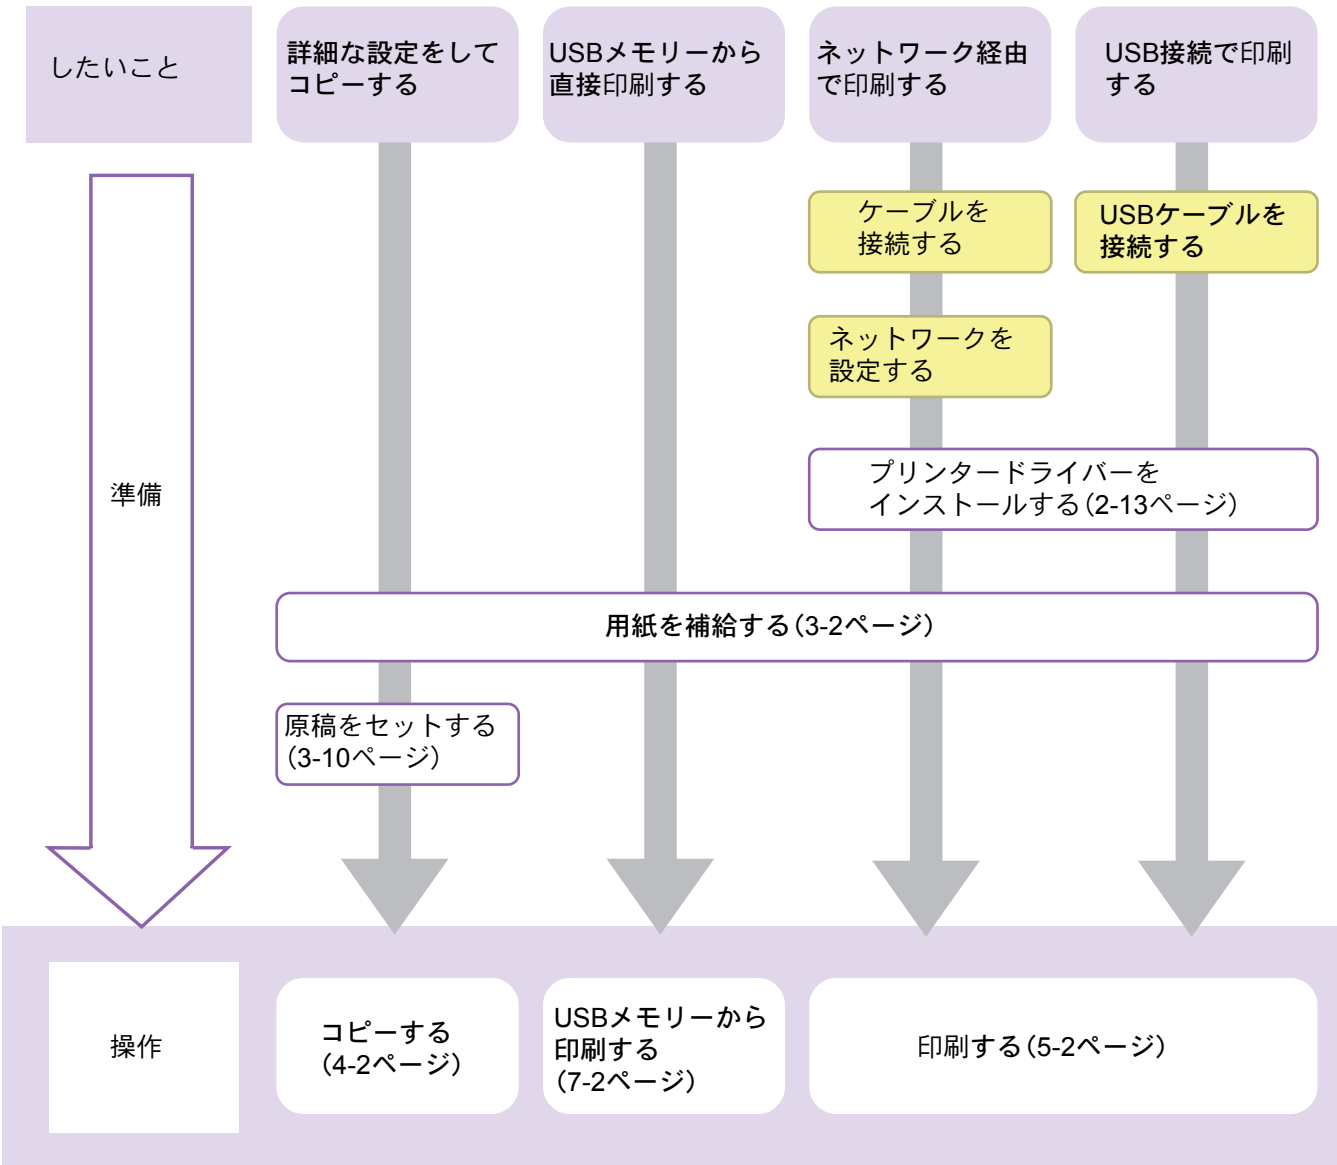 したいこと
詳細な設定をして
コピーする
USBメモリーから
直接印刷する
ネットワーク経由
で印刷する
USB接続で印刷
する
準備
ケーブルを
接続する
USBケーブルを
接続する
ネットワークを
設定する
プリンタードライバーを
インストールする（2-13ページ）
用紙を補給する（3-2ページ）
原稿をセットする
（3-10ページ）
操作
コピーする
（4-2ページ）
USBメモリーから
印刷する
（7-2ページ）
印刷する（5-2ページ）